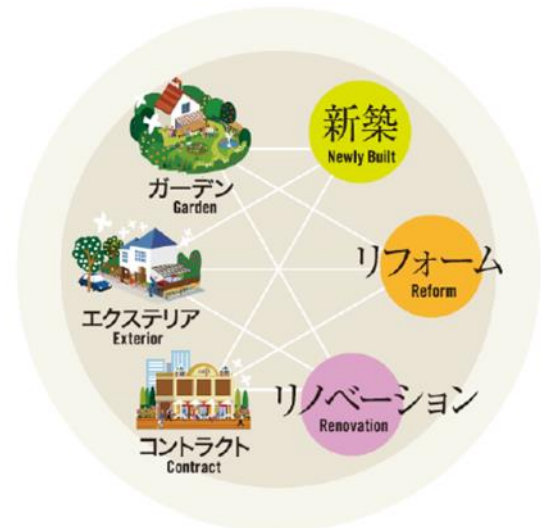 新築
Newly Built
ガーデン
Garden
リフォーム
Reform
エクステリア
Exterior
リノベーション
Renovation
コントラクト
Contract